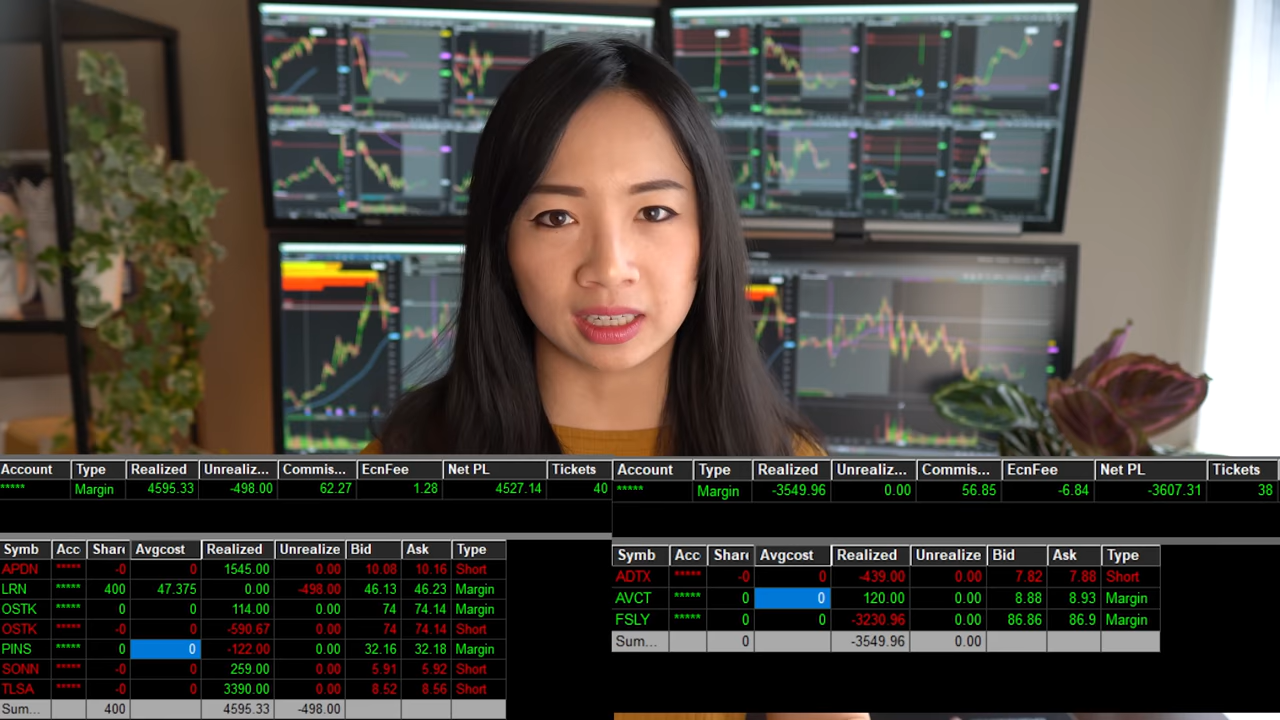 Account Type Realized Unrealiz... Commis... EcnFee Net PL Tickets
***** Margin 4595.33 -498.00 62.27 1.28 4527.14 40
Symb Acc Share Avgcost Realized Unrealize Bid Ask Type
APDN ***** -0 0 1545.00 0.00 10.08 10.16 Short
LRN ***** 400 47.375 0.00 -498.00 46.13 46.23 Margin
OSTK ***** 0 0 114.00 0.00 74 74.14 Margin
OSTK ***** -0 0 -590.67 0.00 74 74.14 Short
PINS ***** 0 0 -122.00 0.00 32.16 32.18 Margin
SONN ***** -0 0 259.00 0.00 5.91 5.92 Short
TLSA ***** -0 0 3390.00 0.00 8.52 8.56 Short
Sum... 400 4595.33 -498.00
Account Type Realized Unrealiz... Commis... EcnFee Net PL Tickets
***** Margin -3549.96 0.00 56.85 -6.84 -3607.31 38
Symb Acc Share Avgcost Realized Unrealize Bid Ask Type
ADTX ***** -0 0 -439.00 0.00 7.82 7.88 Short
AVCT ***** 0 0 120.00 0.00 8.88 8.93 Margin
FSLY ***** 0 0 -3230.96 0.00 86.86 86.9 Margin
Sum... 0 -3549.96 0.00